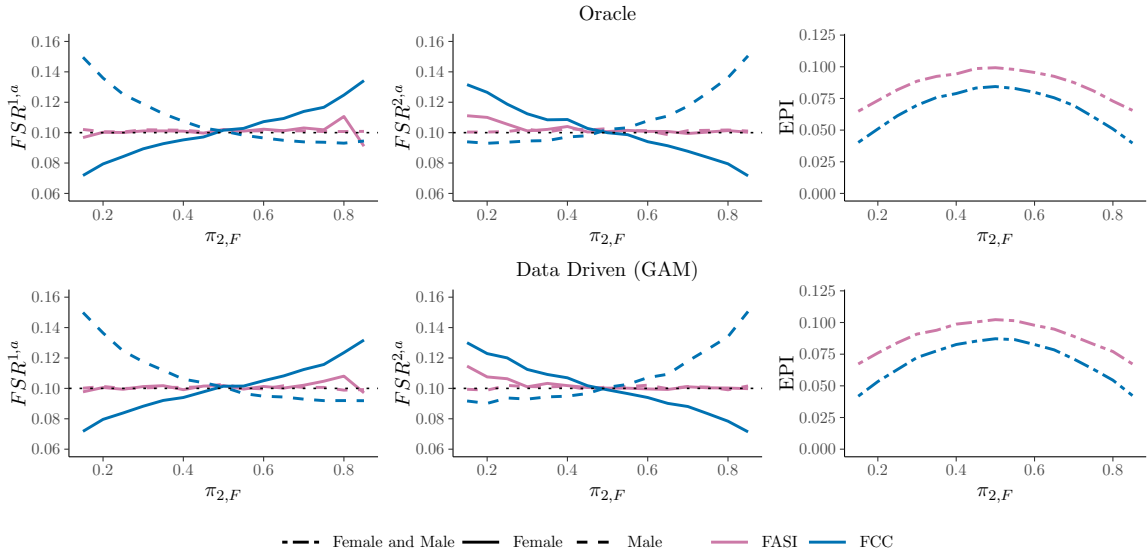 Oracle
FSR^{1,a}
0.16
0.14
0.12
0.10
0.08
0.06
0.2 0.4 0.6 0.8
π_{2,F}
FSR^{2,a}
0.16
0.14
0.12
0.10
0.08
0.06
0.2 0.4 0.6 0.8
π_{2,F}
EPI
0.125
0.100
0.075
0.050
0.025
0.000
0.2 0.4 0.6 0.8
π_{2,F}
Data Driven (GAM)
FSR^{1,a}
0.16
0.14
0.12
0.10
0.08
0.06
0.2 0.4 0.6 0.8
π_{2,F}
FSR^{2,a}
0.16
0.14
0.12
0.10
0.08
0.06
0.2 0.4 0.6 0.8
π_{2,F}
EPI
0.125
0.100
0.075
0.050
0.025
0.000
0.2 0.4 0.6 0.8
π_{2,F}
Female and Male Female Male FASI FCC